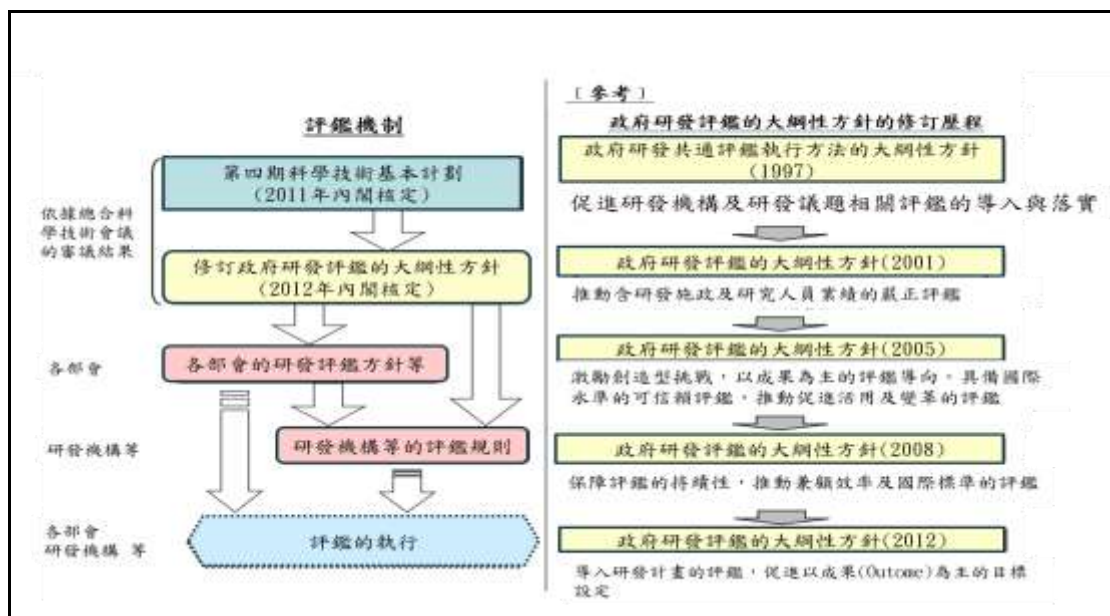 評鑑機制
第四期科學技術基本計劃
(2011年內閣核定)
依據總合科
學技術會議
的審議結果
修訂政府研發評鑑的大綱性方針
(2012年內閣核定)
各部會
各部會的研發評鑑方針等
研發機構等
研發機構等的評鑑規則
各部會
研發機構 等
評鑑的執行
[參考]
政府研發評鑑的大綱性方針的修訂歷程
政府研發共通評鑑執行方法的大綱性方針
(1997)
促進研發機構及研發議題相關評鑑的導入與落實
政府研發評鑑的大綱性方針(2001)
推動含研發施政及研究人員業績的嚴正評鑑
政府研發評鑑的大綱性方針(2005)
激勵創造型挑戰，以成果為主的評鑑導向。具備國際
水準的可信賴評鑑，推動促進活用及變革的評鑑
政府研發評鑑的大綱性方針(2008)
保障評鑑的持續性，推動兼顧效率及國際標準的評鑑
政府研發評鑑的大綱性方針(2012)
導入研發計畫的評鑑，促進以成果(Outome)為主的目標
設定